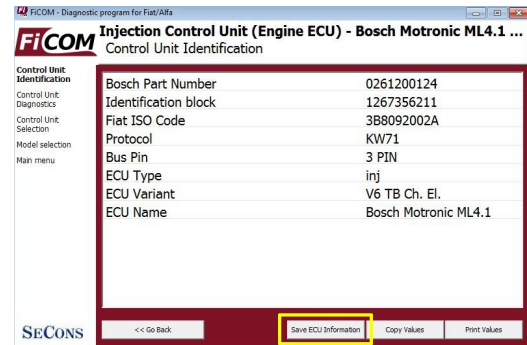 FiCOM - Diagnostic program for Fiat/Alfa
FiCOM
Injection Control Unit (Engine ECU) - Bosch Motronic ML4.1 ...
Control Unit Identification
Control Unit
Identification
Control Unit
Diagnostics
Control Unit
Selection
Model selection
Main menu
Bosch Part Number 0261200124
Identification block 1267356211
Fiat ISO Code 3B8092002A
Protocol KW71
Bus Pin 3 PIN
ECU Type inj
ECU Variant V6 TB Ch. El.
ECU Name Bosch Motronic ML4.1
SECONS
<< Go Back
Save ECU Information
Copy Values
Print Values